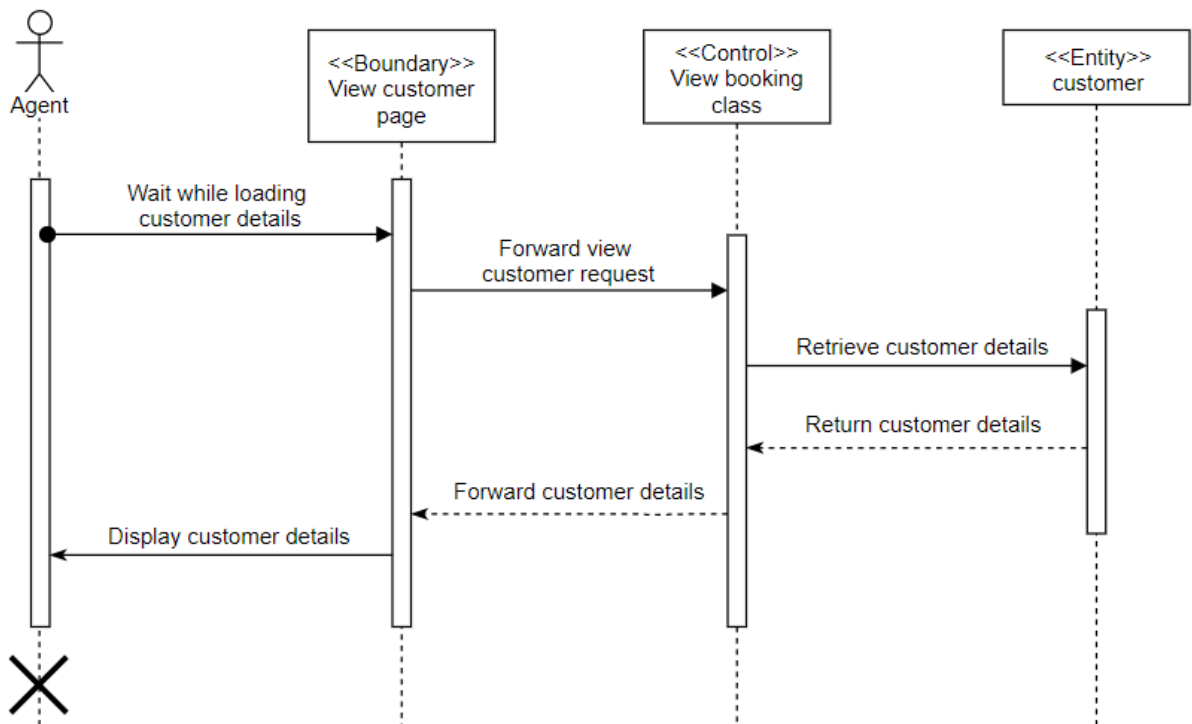 Agent
<<Boundary>>
View customer
page
<<Control>>
View booking
class
<<Entity>>
customer
Wait while loading
customer details
Forward view
customer request
Retrieve customer details
Return customer details
Forward customer details
Display customer details